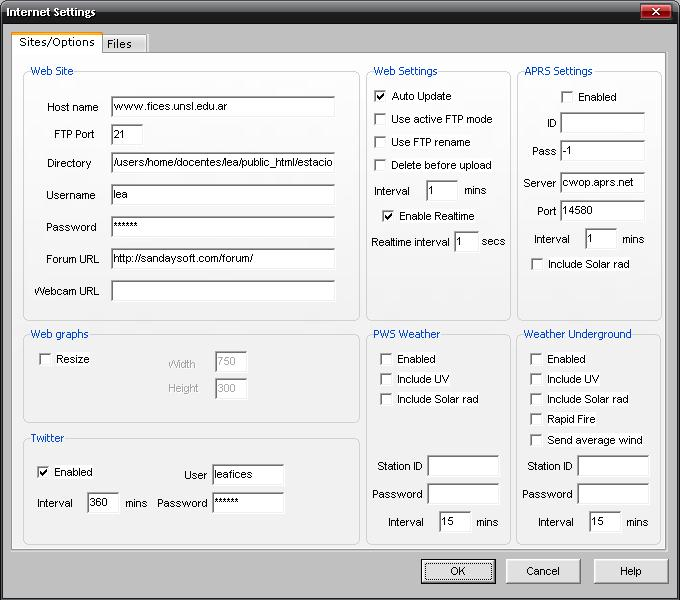 Internet Settings
Sites/Options
Files
Web Site
Host name www.fices.unsl.edu.ar
FTP Port 21
Directory /users/home/docentes/lea/public_html/estacio
Username lea
Password ******
Forum URL http://sandaysoft.com/forum/
Webcam URL
Web Settings
Auto Update
Use active FTP mode
Use FTP rename
Delete before upload
Interval 1 mins
Enable Realtime
Realtime interval 1 secs
APRS Settings
Enabled
ID
Pass -1
Server cwop.aprs.net
Port 14580
Interval 1 mins
Include Solar rad
Web graphs
Resize
Width 750
Height 300
Twitter
Enabled
User leafices
Interval 360 mins
Password ******
PWS Weather
Enabled
Include UV
Include Solar rad
Station ID
Password
Interval 15 mins
Weather Underground
Enabled
Include UV
Include Solar rad
Rapid Fire
Send average wind
Station ID
Password
Interval 15 mins
OK
Cancel
Help